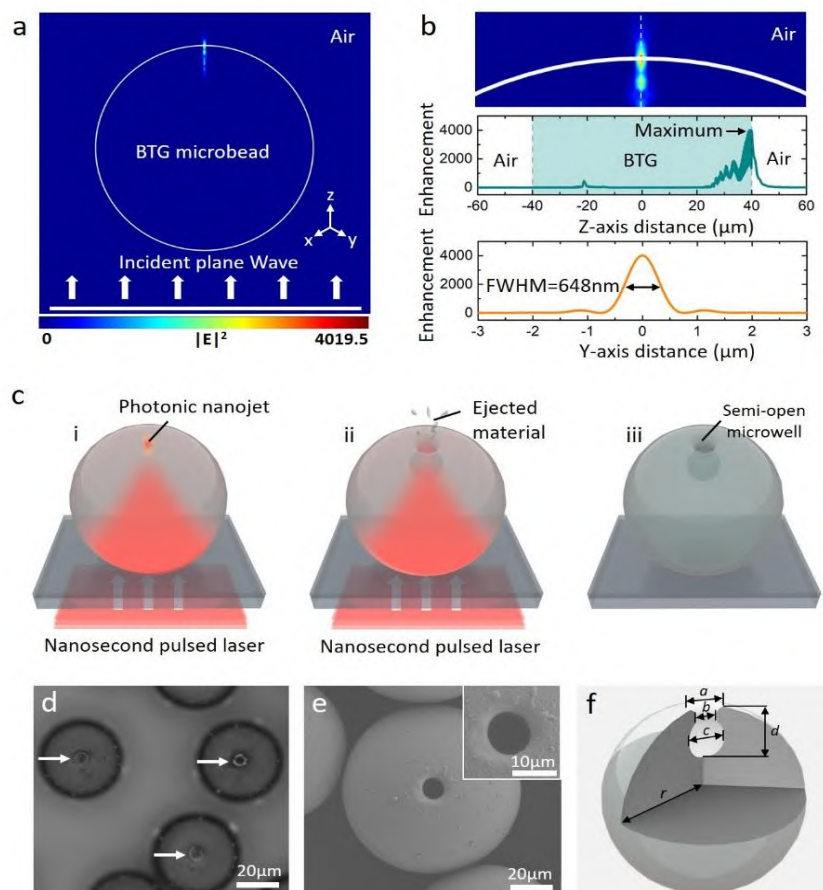 a
Air
BTG microbead
z
x
y
Incident plane Wave
0
|E|²
4019.5
b
Air
Enhancement
4000
2000
0
Maximum
Air
BTG
Air
-60
-40
-20
0
20
40
60
Z-axis distance (μm)
Enhancement
4000
2000
0
FWHM=648nm
-3
-2
-1
0
1
2
3
Y-axis distance (μm)
c
i
Photonic nanojet
Nanosecond pulsed laser
ii
Ejected
material
Nanosecond pulsed laser
iii
Semi-open
microwell
d
20μm
e
10μm
20μm
f
a
b
c
d
r